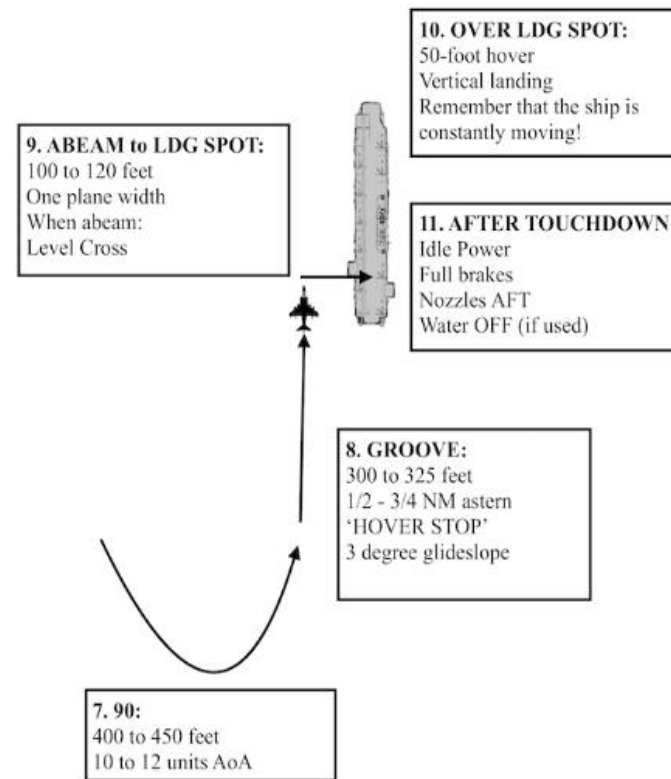 10. OVER LDG SPOT:
50-foot hover
Vertical landing
Remember that the ship is
constantly moving!
9. ABEAM to LDG SPOT:
100 to 120 feet
One plane width
When abeam:
Level Cross
11. AFTER TOUCHDOWN
Idle Power
Full brakes
Nozzles AFT
Water OFF (if used)
8. GROOVE:
300 to 325 feet
1/2 - 3/4 NM astern
‘HOVER STOP’
3 degree glideslope
7. 90:
400 to 450 feet
10 to 12 units AoA